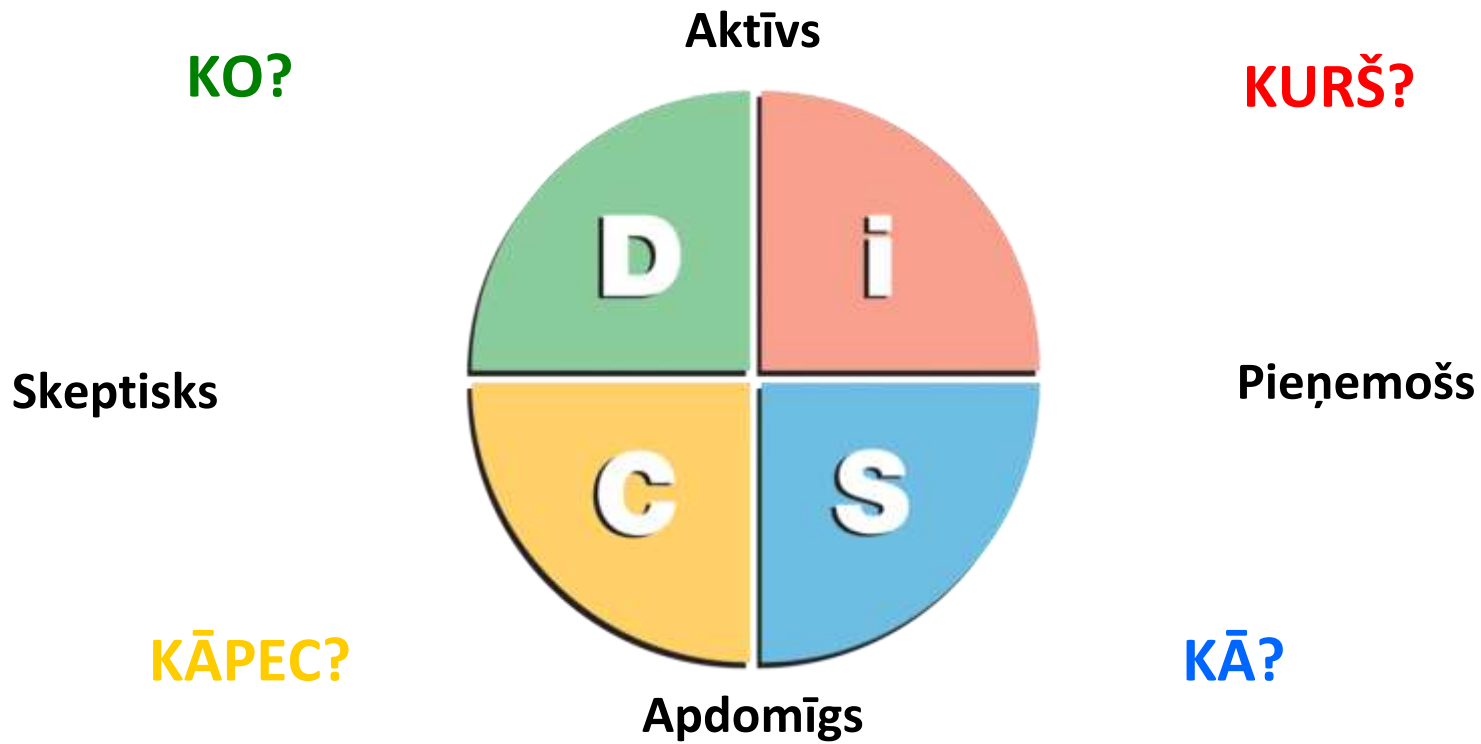 Aktīvs
KO?
KURŠ?
D
i
Skeptisks
Pieņemošs
C
S
KĀPEC?
KĀ?
Apdomīgs